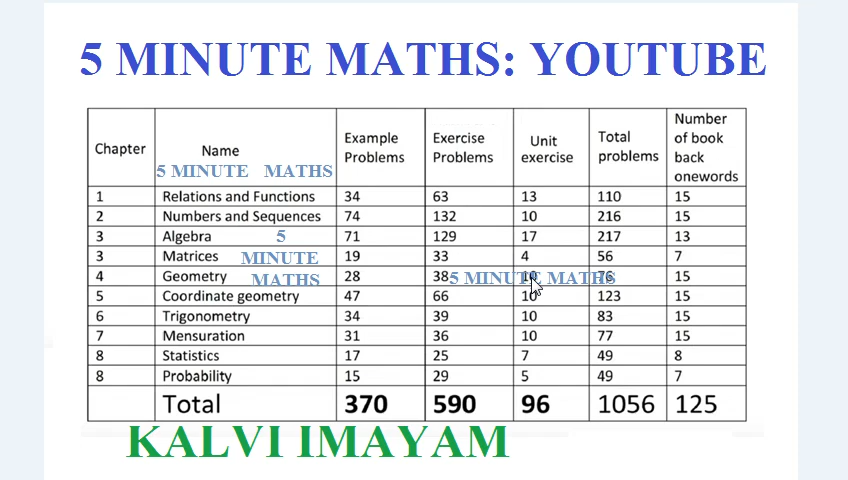 5 MINUTE MATHS: YOUTUBE
Chapter Name Example Problems Exercise Problems Unit exercise Total problems Number of book back onewords
5 MINUTE MATHS
1 Relations and Functions 34 63 13 110 15
2 Numbers and Sequences 74 132 10 216 15
3 Algebra 71 129 17 217 13
5 MINUTE MATHS
3 Matrices 19 33 4 56 7
4 Geometry 28 38 10 76 15
5 MINUTE MATHS
5 Coordinate geometry 47 66 10 123 15
6 Trigonometry 34 39 10 83 15
7 Mensuration 31 36 10 77 15
8 Statistics 17 25 7 49 8
8 Probability 15 29 5 49 7
Total 370 590 96 1056 125
KALVI IMAYAM